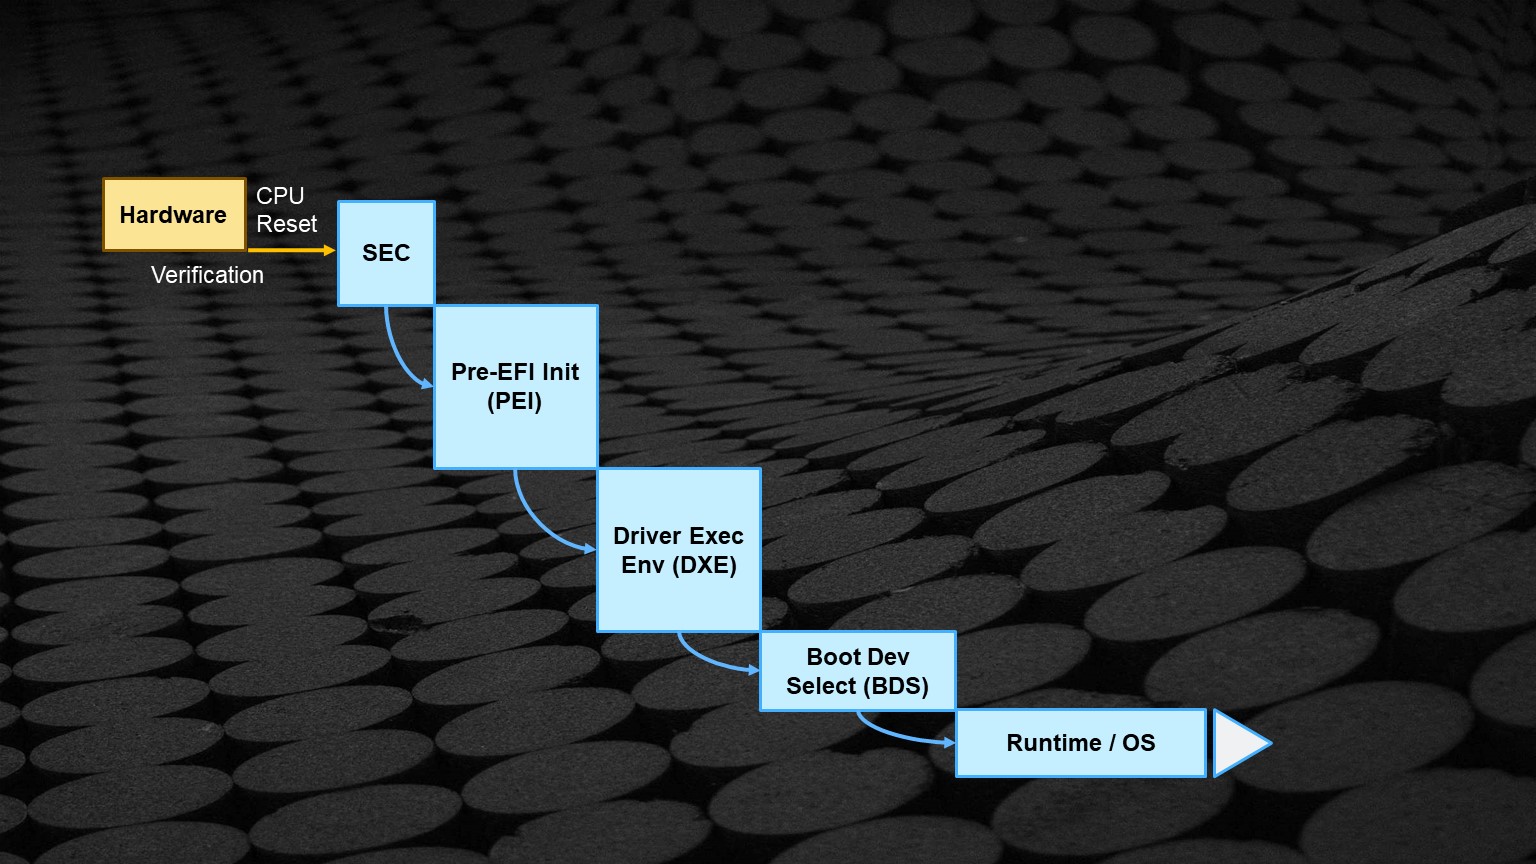 Hardware
CPU
Reset
Verification
SEC
Pre-EFI Init
(PEI)
Driver Exec
Env (DXE)
Boot Dev
Select (BDS)
Runtime / OS